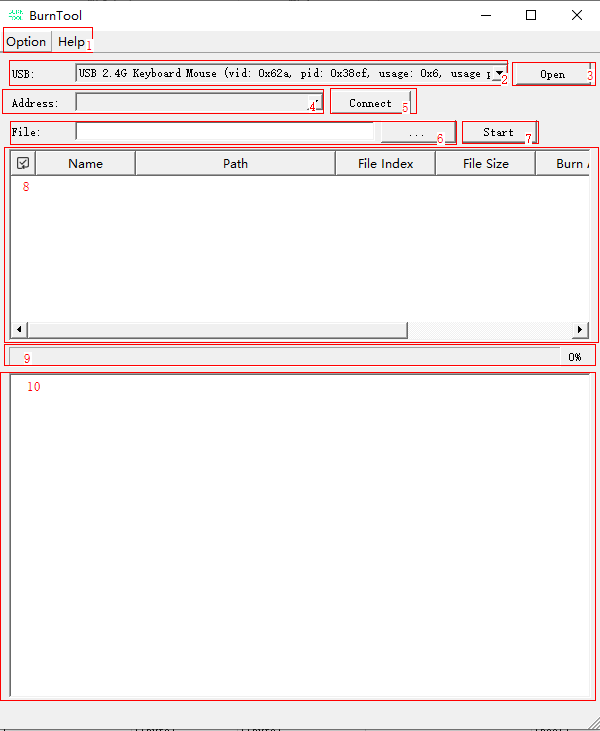 BURN TOOL BurnTool
Option Help 1
USB: USB 2.4G Keyboard Mouse (vid: 0x62a, pid: 0x38cf, usage: 0x6, usage p 2 Open 3
Address: 4 Connect 5
File: ... 6 Start 7
Name Path File Index File Size Burn
8
9 0%
10